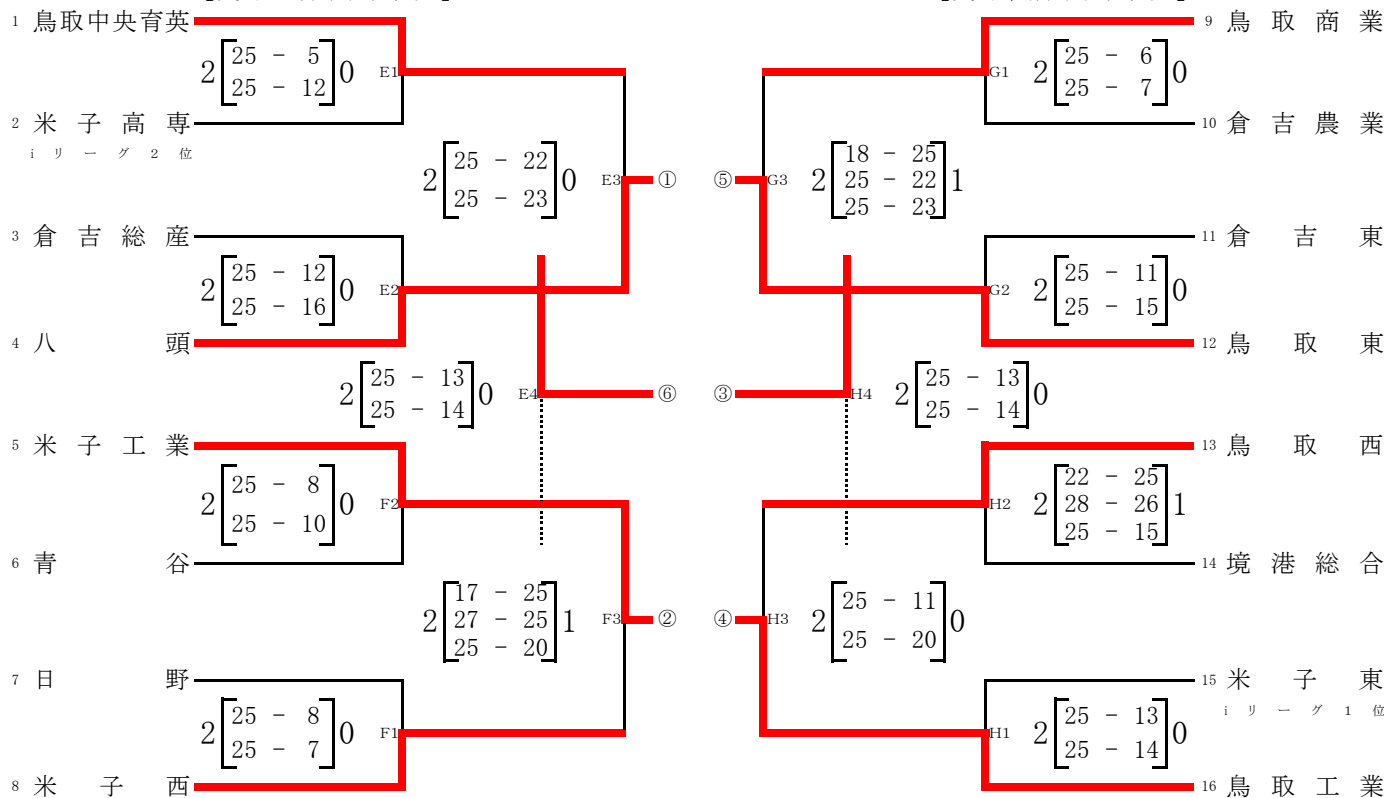 1 鳥取中央育英
2 [ 25 - 5 25 - 12 ] 0 E1
2 米子高専
iリーグ2位
2 [ 25 - 22 25 - 23 ] 0 E3 ①
3 倉吉総産
2 [ 25 - 12 25 - 16 ] 0 E2
4 八頭
2 [ 25 - 13 25 - 14 ] 0 E4 ⑥
5 米子工業
2 [ 25 - 8 25 - 10 ] 0 F2
6 青谷
2 [ 17 - 25 27 - 25 25 - 20 ] 1 F3 ②
7 日野
2 [ 25 - 8 25 - 7 ] 0 F1
8 米子西
9 鳥取商業
G1 2 [ 25 - 6 25 - 7 ] 0
10 倉吉農業
⑤ G3 2 [ 18 - 25 25 - 22 25 - 23 ] 1
11 倉吉東
G2 2 [ 25 - 11 25 - 15 ] 0
12 鳥取東
③ H4 2 [ 25 - 13 25 - 14 ] 0
13 鳥取西
H2 2 [ 22 - 25 28 - 26 25 - 15 ] 1
14 境港総合
④ H3 2 [ 25 - 11 25 - 20 ] 0
15 米子東
iリーグ1位
H1 2 [ 25 - 13 25 - 14 ] 0
16 鳥取工業